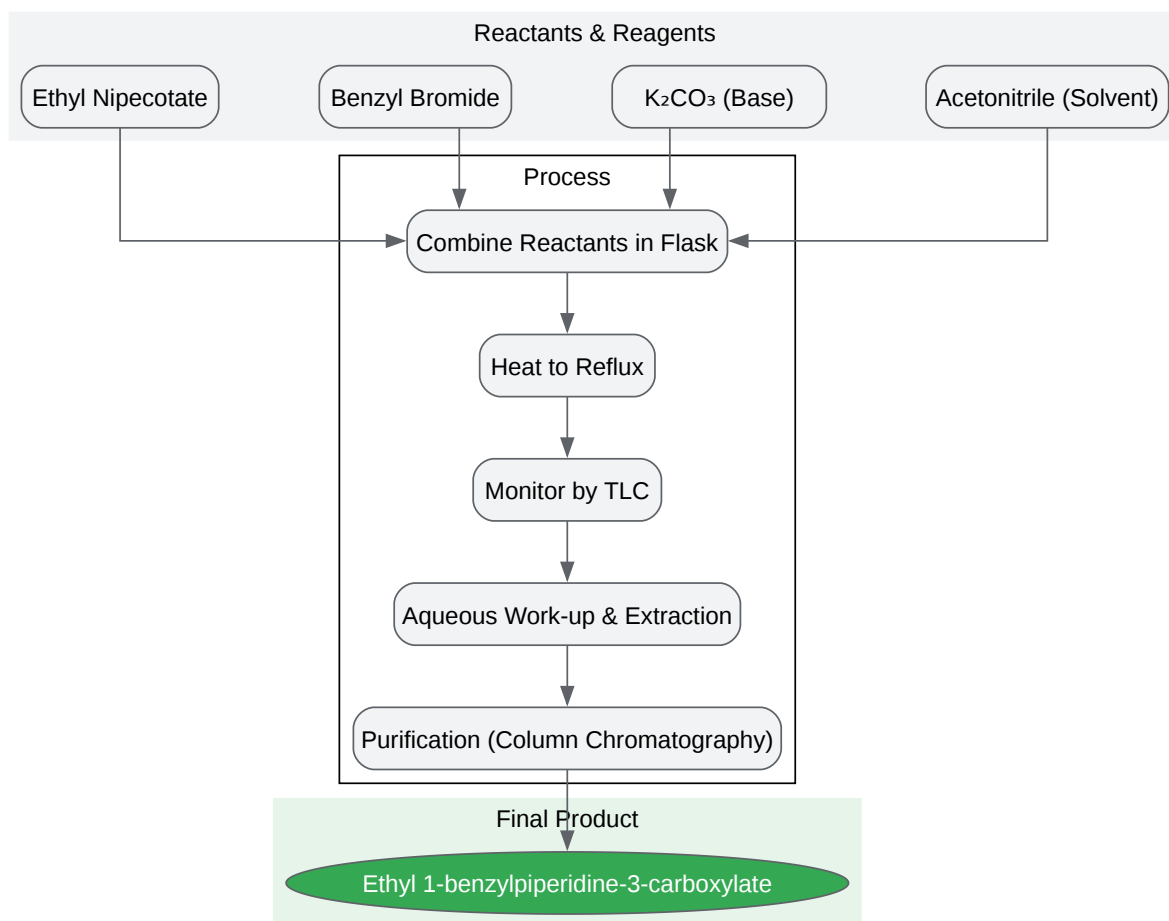 Reactants & Reagents
Ethyl Nipecotate
Benzyl Bromide
K₂CO₃ (Base)
Acetonitrile (Solvent)
Process
Combine Reactants in Flask
Heat to Reflux
Monitor by TLC
Aqueous Work-up & Extraction
Purification (Column Chromatography)
Final Product
Ethyl 1-benzylpiperidine-3-carboxylate